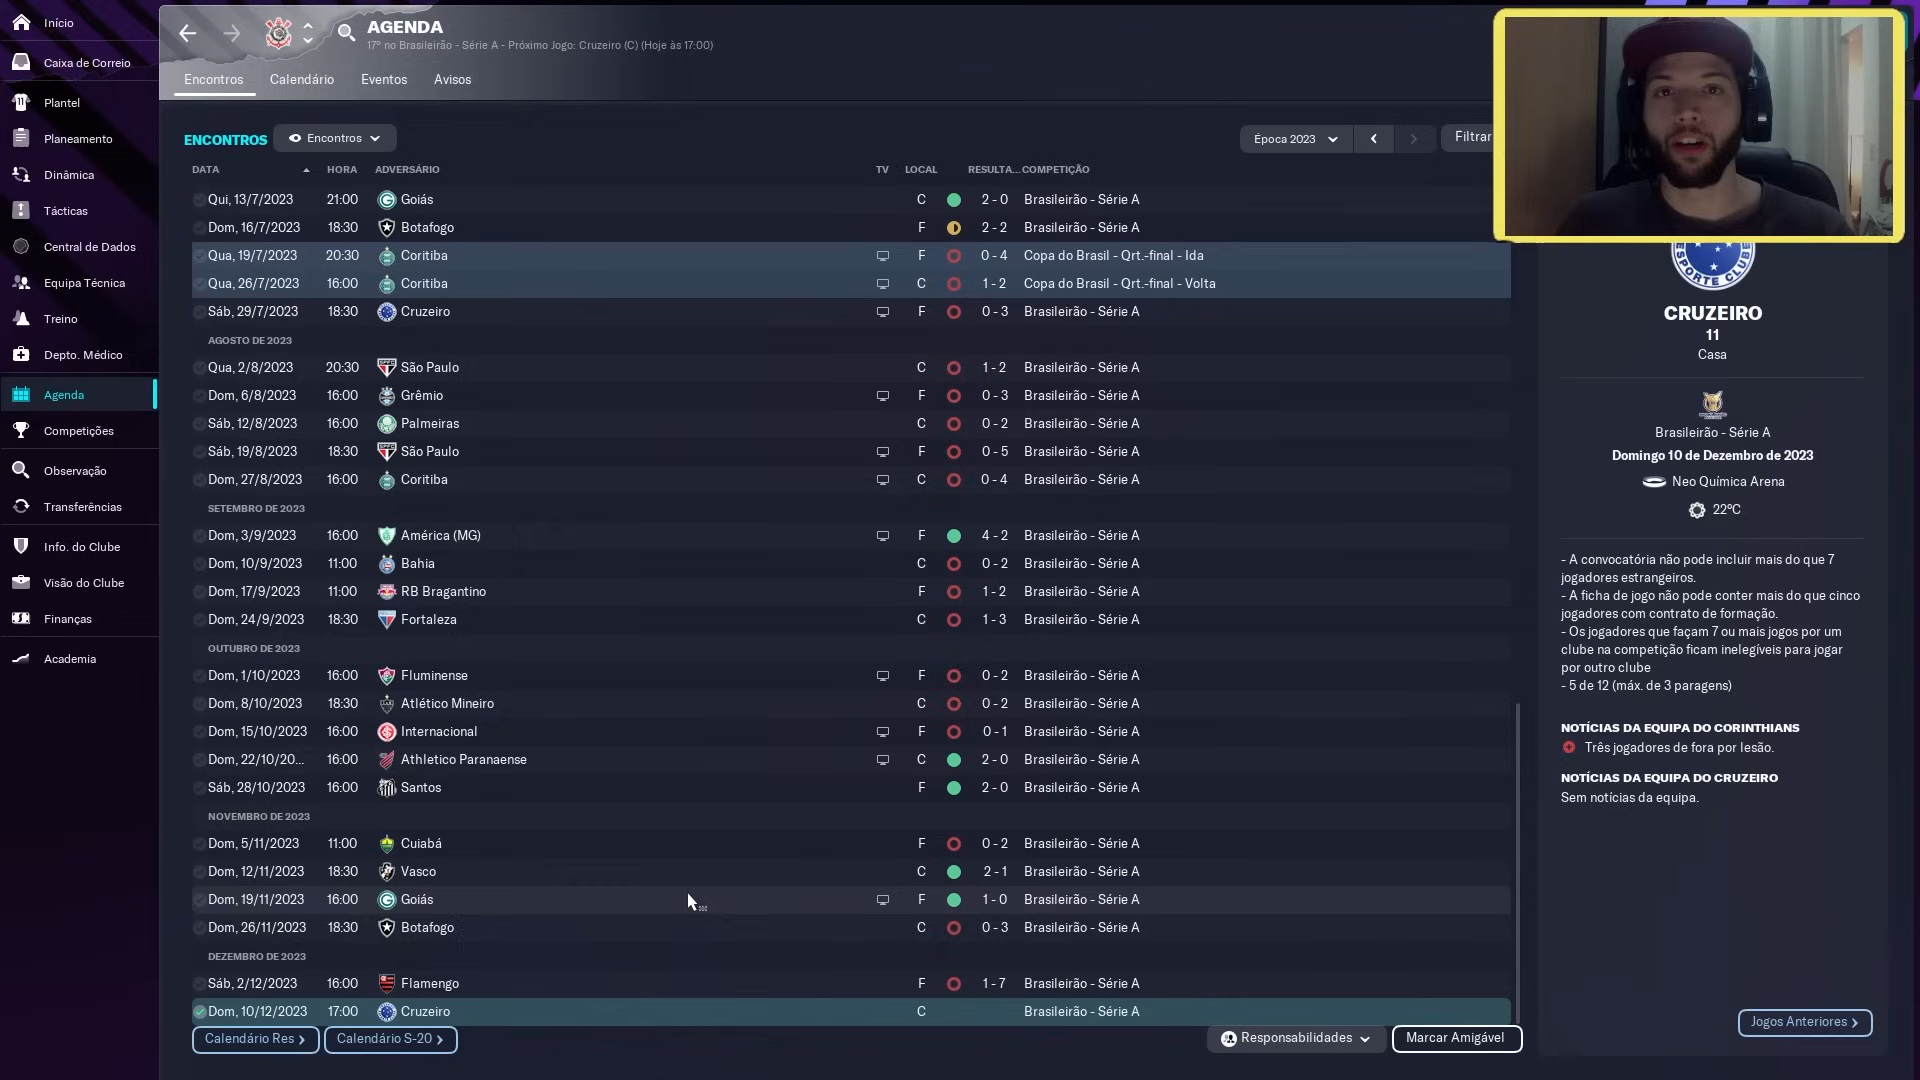 Início
Caixa de Correio
Plantel
Planeamento
Dinâmica
Tácticas
Central de Dados
Equipa Técnica
Treino
Depto. Médico
Agenda
Competições
Observação
Transferências
Info. do Clube
Visão do Clube
Finanças
Academia
AGENDA
17º no Brasileirão - Série A - Próximo Jogo: Cruzeiro (C) (Hoje às 17:00)
Encontros Calendário Eventos Avisos
ENCONTROS Encontros Época 2023 Filtrar
DATA HORA ADVERSÁRIO TV LOCAL RESULTA... COMPETIÇÃO
Qui, 13/7/2023 21:00 Goiás C 2 - 0 Brasileirão - Série A
Dom, 16/7/2023 18:30 Botafogo F 2 - 2 Brasileirão - Série A
Qua, 19/7/2023 20:30 Coritiba F 0 - 4 Copa do Brasil - Qrt.-final - Ida
Qua, 26/7/2023 16:00 Coritiba C 1 - 2 Copa do Brasil - Qrt.-final - Volta
Sáb, 29/7/2023 18:30 Cruzeiro F 0 - 3 Brasileirão - Série A
AGOSTO DE 2023
Qua, 2/8/2023 20:30 São Paulo C 1 - 2 Brasileirão - Série A
Dom, 6/8/2023 16:00 Grêmio F 0 - 3 Brasileirão - Série A
Sáb, 12/8/2023 16:00 Palmeiras C 0 - 2 Brasileirão - Série A
Sáb, 19/8/2023 18:30 São Paulo F 0 - 5 Brasileirão - Série A
Dom, 27/8/2023 16:00 Coritiba C 0 - 4 Brasileirão - Série A
SETEMBRO DE 2023
Dom, 3/9/2023 16:00 América (MG) F 4 - 2 Brasileirão - Série A
Dom, 10/9/2023 11:00 Bahia C 0 - 2 Brasileirão - Série A
Dom, 17/9/2023 11:00 RB Bragantino F 1 - 2 Brasileirão - Série A
Dom, 24/9/2023 18:30 Fortaleza C 1 - 3 Brasileirão - Série A
OUTUBRO DE 2023
Dom, 1/10/2023 16:00 Fluminense F 0 - 2 Brasileirão - Série A
Dom, 8/10/2023 18:30 Atlético Mineiro C 0 - 2 Brasileirão - Série A
Dom, 15/10/2023 16:00 Internacional F 0 - 1 Brasileirão - Série A
Dom, 22/10/20... 16:00 Athletico Paranaense C 2 - 0 Brasileirão - Série A
Sáb, 28/10/2023 16:00 Santos F 2 - 0 Brasileirão - Série A
NOVEMBRO DE 2023
Dom, 5/11/2023 11:00 Cuiabá F 0 - 2 Brasileirão - Série A
Dom, 12/11/2023 18:30 Vasco C 2 - 1 Brasileirão - Série A
Dom, 19/11/2023 16:00 Goiás F 1 - 0 Brasileirão - Série A
Dom, 26/11/2023 18:30 Botafogo C 0 - 3 Brasileirão - Série A
DEZEMBRO DE 2023
Sáb, 2/12/2023 16:00 Flamengo F 1 - 7 Brasileirão - Série A
Dom, 10/12/2023 17:00 Cruzeiro C Brasileirão - Série A
Calendário Res Calendário S-20 Responsabilidades Marcar Amigável
ESPORTE CLUBE
CRUZEIRO
11
Casa
Brasileirão - Série A
Domingo 10 de Dezembro de 2023
Neo Química Arena
22ºC
- A convocatória não pode incluir mais do que 7
jogadores estrangeiros.
- A ficha de jogo não pode conter mais do que cinco
jogadores com contrato de formação.
- Os jogadores que façam 7 ou mais jogos por um
clube na competição ficam inelegíveis para jogar
por outro clube
- 5 de 12 (máx. de 3 paragens)
NOTÍCIAS DA EQUIPA DO CORINTHIANS
Três jogadores de fora por lesão.
NOTÍCIAS DA EQUIPA DO CRUZEIRO
Sem notícias da equipa.
Jogos Anteriores